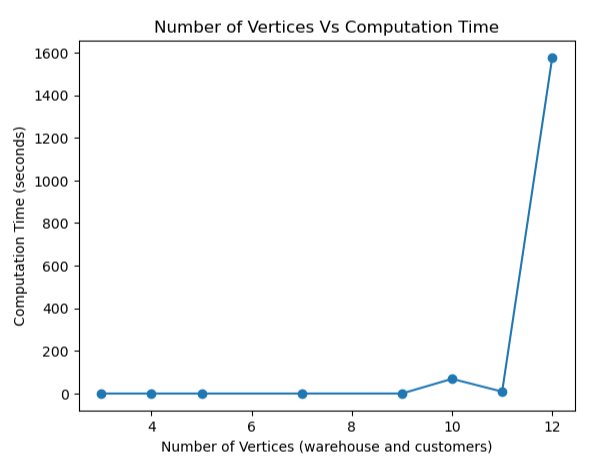 Number of Vertices Vs Computation Time
Computation Time (seconds)
1600
1400
1200
1000
800
600
400
200
0
4 6 8 10 12
Number of Vertices (warehouse and customers)